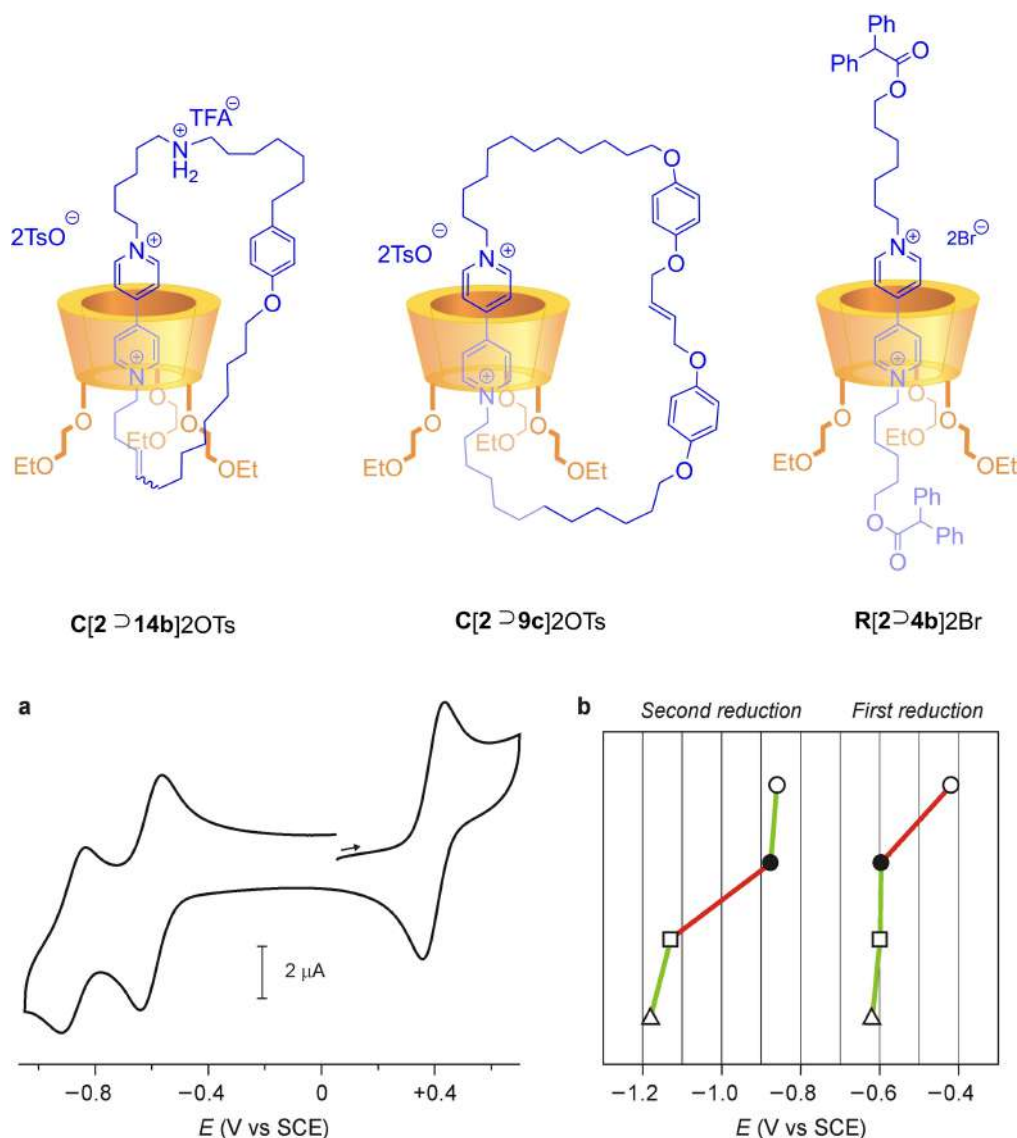 Ph
Ph
O
O
TFA⊖
⊕
N
H₂
2TsO⊖
N⊕
⊕
N
O
O
O
O
EtO
EtO
OEt
O
O
O
O
2TsO⊖
N⊕
⊕
N
O
O
O
EtO
EtO
OEt
2Br⊖
N⊕
⊕
N
O
O
O
EtO
EtO
OEt
O
O
Ph
Ph
C[2⊃14b]2OTs
C[2⊃9c]2OTs
R[2⊃4b]2Br
a
2 μA
−0.8
−0.4
0
+0.4
E (V vs SCE)
b
Second reduction
First reduction
−1.2
−1.0
−0.8
−0.6
−0.4
E (V vs SCE)